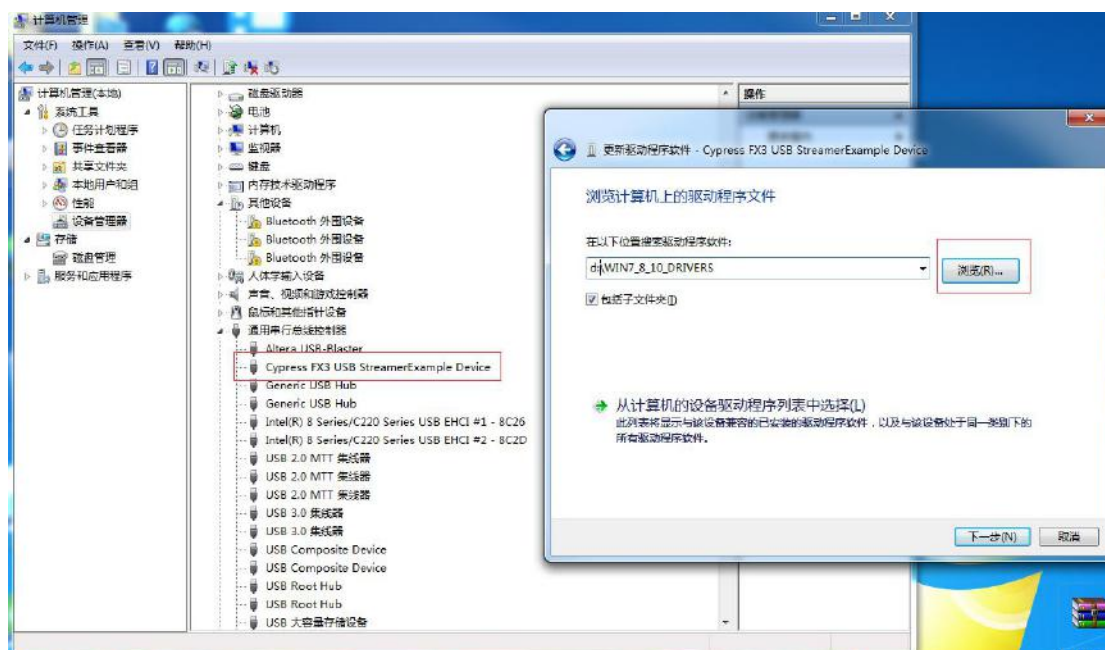 计算机管理
文件(F) 操作(A) 查看(V) 帮助(H)
计算机管理(本地)
系统工具
任务计划程序
事件查看器
共享文件夹
本地用户和组
性能
设备管理器
存储
磁盘管理
服务和应用程序
磁盘驱动器
电池
计算机
监视器
键盘
内存技术驱动程序
其他设备
Bluetooth 外围设备
Bluetooth 外围设备
Bluetooth 外围设备
人体学输入设备
声音、视频和游戏控制器
鼠标和其他指针设备
通用串行总线控制器
Altera USB-Blaster
Cypress FX3 USB StreamerExample Device
Generic USB Hub
Generic USB Hub
Intel(R) 8 Series/C220 Series USB EHCI #1 - 8C26
Intel(R) 8 Series/C220 Series USB EHCI #2 - 8C2D
USB 2.0 MTT 集线器
USB 2.0 MTT 集线器
USB 2.0 MTT 集线器
USB 3.0 集线器
USB 3.0 集线器
USB Composite Device
USB Composite Device
USB Root Hub
USB Root Hub
USB 大容量存储设备
操作
更新驱动程序软件 - Cypress FX3 USB StreamerExample Device
浏览计算机上的驱动程序文件
在以下位置搜索驱动程序软件:
d:\WIN7_8_10_DRIVERS
浏览(R)...
包括子文件夹(I)
从计算机的设备驱动程序列表中选择(L)
此列表将显示与该设备兼容的已安装的驱动程序软件，以及与该设备处于同一类别下的
所有驱动程序软件。
下一步(N) 取消